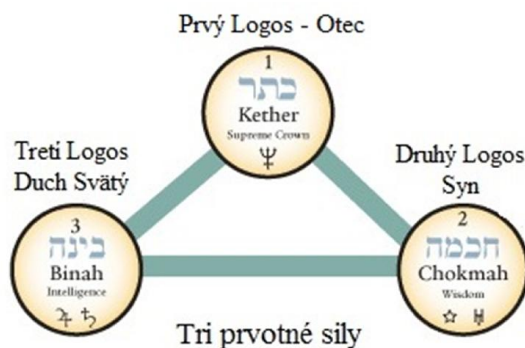 Prvý Logos - Otec
1
כתר
Kether
Supreme Crown
♆
Tretí Logos
Duch Svätý
3
בינה
Binah
Intelligence
♃ ♄
Druhý Logos
Syn
2
חכמה
Chokmah
Wisdom
☆ ♅
Tri prvotné sily